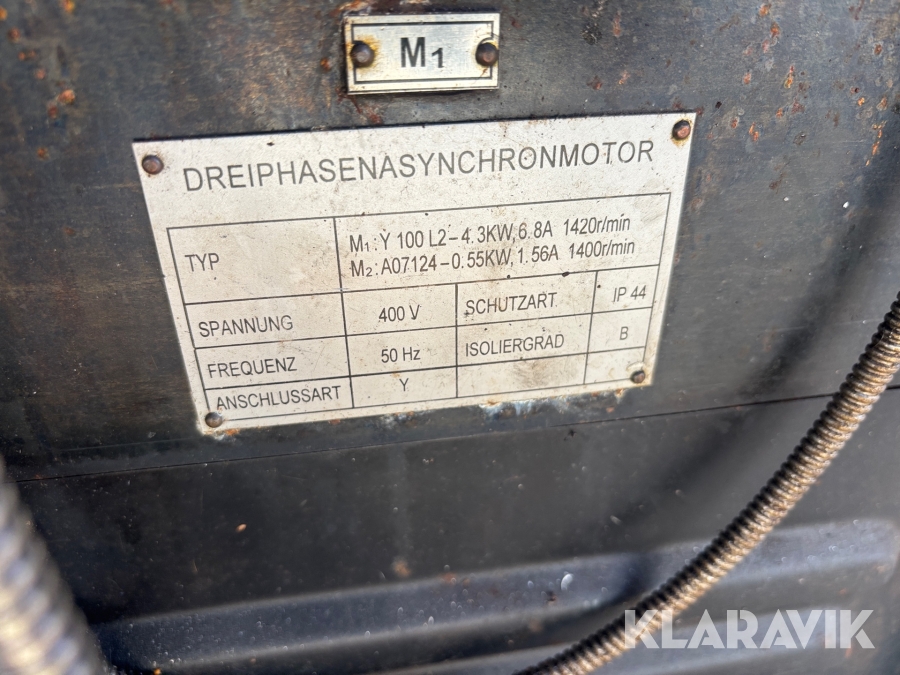 M1
DREIPHASENASYNCHRONMOTOR
TYP
M1:Y 100 L2-4.3KW,6.8A 1420r/min
M2:A07124-0.55KW,1.56A 1400r/min
SPANNUNG 400 V SCHUTZART IP 44
FREQUENZ 50 Hz ISOLIERGRAD B
ANSCHLUSSART Y
KLARAVIK